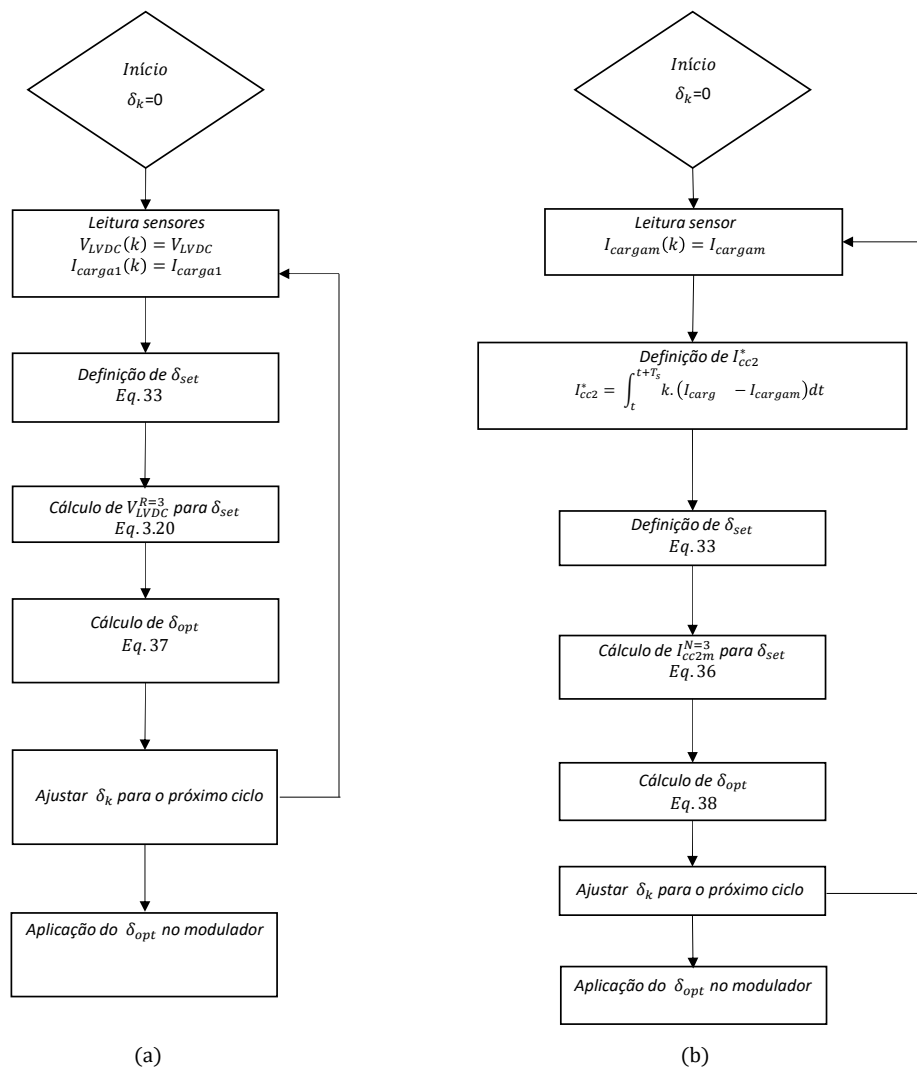 Início
δ_k=0
Leitura sensores
V_LVDC(k) = V_LVDC
I_carga1(k) = I_carga1
Definição de δ_set
Eq. 33
Cálculo de V_LVDC^R=3 para δ_set
Eq. 3.20
Cálculo de δ_opt
Eq. 37
Ajustar δ_k para o próximo ciclo
Aplicação do δ_opt no modulador
(a)
Início
δ_k=0
Leitura sensor
I_cargam(k) = I_cargam
Definição de I_cc2^*
I_cc2^* = ∫_t^t+T_s k. (I_carg − I_cargam)dt
Definição de δ_set
Eq. 33
Cálculo de I_cc2m^N=3 para δ_set
Eq. 36
Cálculo de δ_opt
Eq. 38
Ajustar δ_k para o próximo ciclo
Aplicação do δ_opt no modulador
(b)